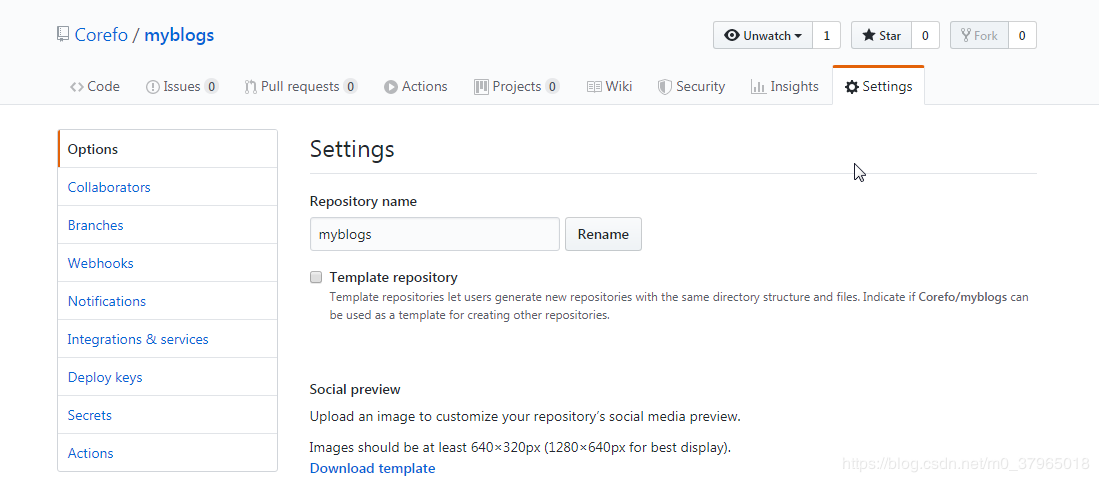 Corefo / myblogs
Unwatch 1 Star 0 Fork 0
Code Issues 0 Pull requests 0 Actions Projects 0 Wiki Security Insights Settings
Options
Collaborators
Branches
Webhooks
Notifications
Integrations & services
Deploy keys
Secrets
Actions
Settings
Repository name
myblogs Rename
Template repository
Template repositories let users generate new repositories with the same directory structure and files. Indicate if Corefo/myblogs can
be used as a template for creating other repositories.
Social preview
Upload an image to customize your repository's social media preview.
Images should be at least 640×320px (1280×640px for best display).
Download template
https://blog.csdn.net/m0_37965018